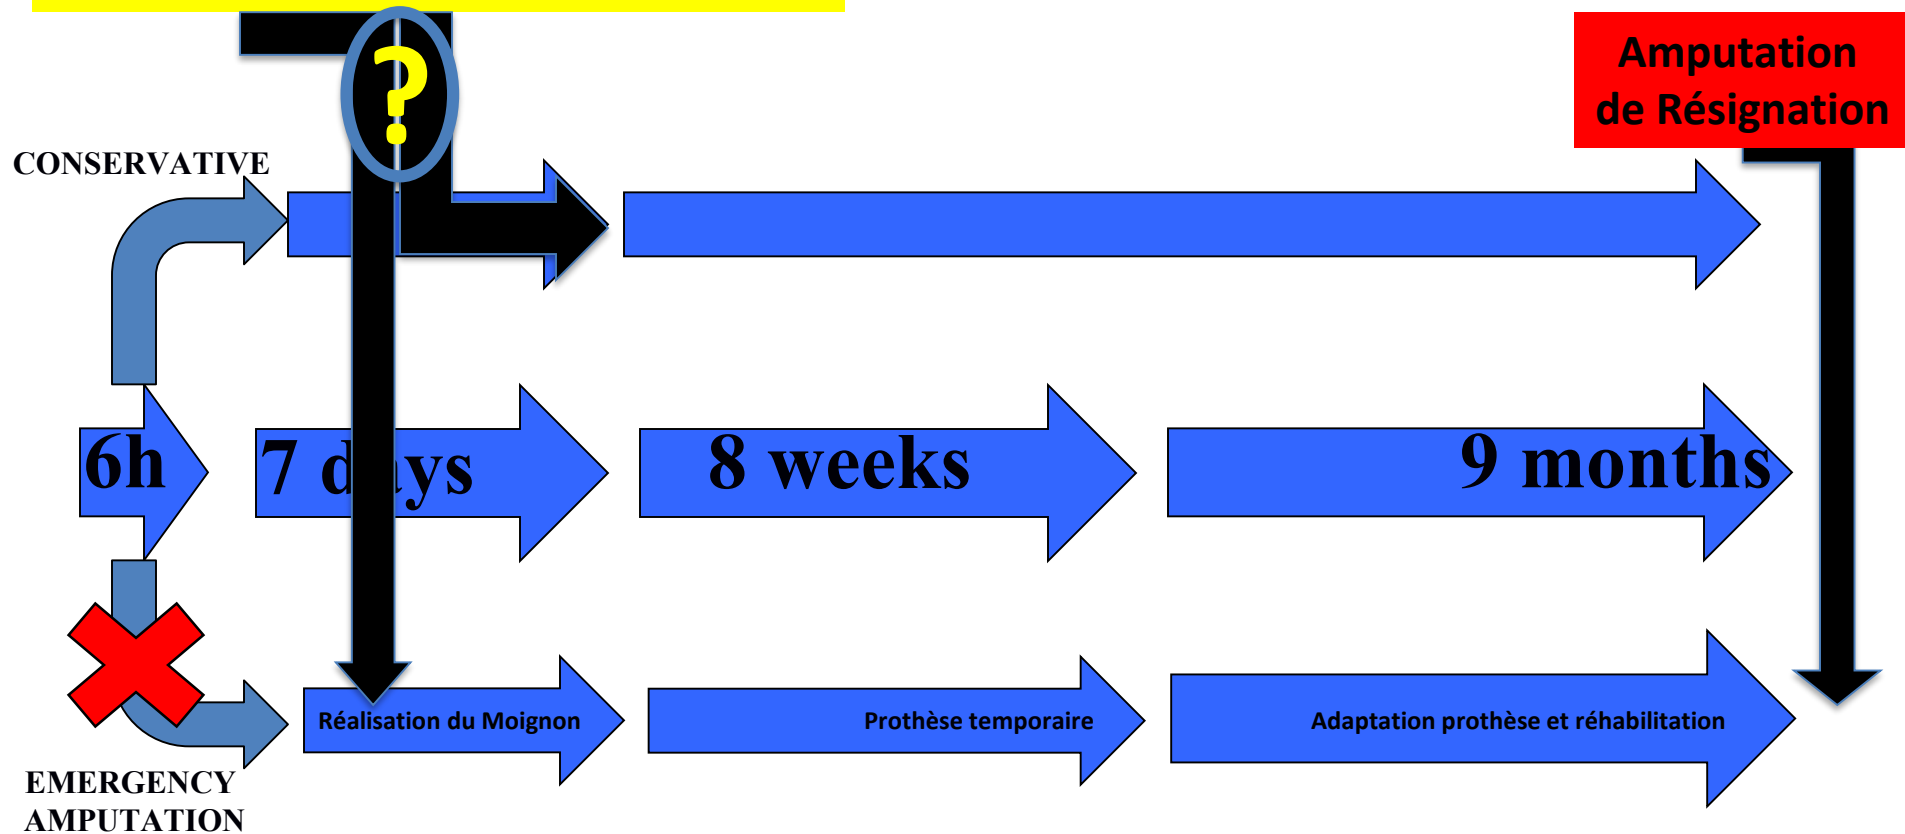 ?
Amputation
de Résignation
CONSERVATIVE
6h
7 days
8 weeks
9 months
Réalisation du Moignon
Prothèse temporaire
Adaptation prothèse et réhabilitation
EMERGENCY
AMPUTATION